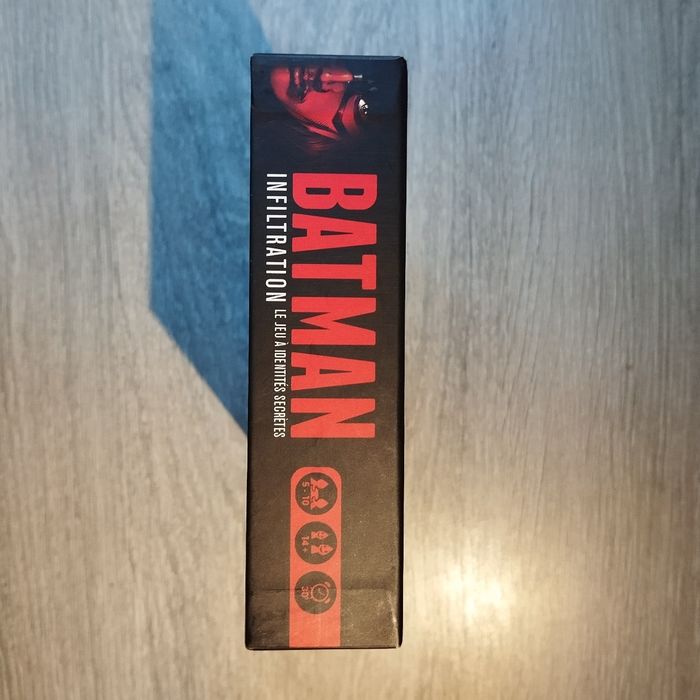 BATMAN
INFILTRATION LE JEU À IDENTITÉS SECRÈTES
5 - 10
14+
30'